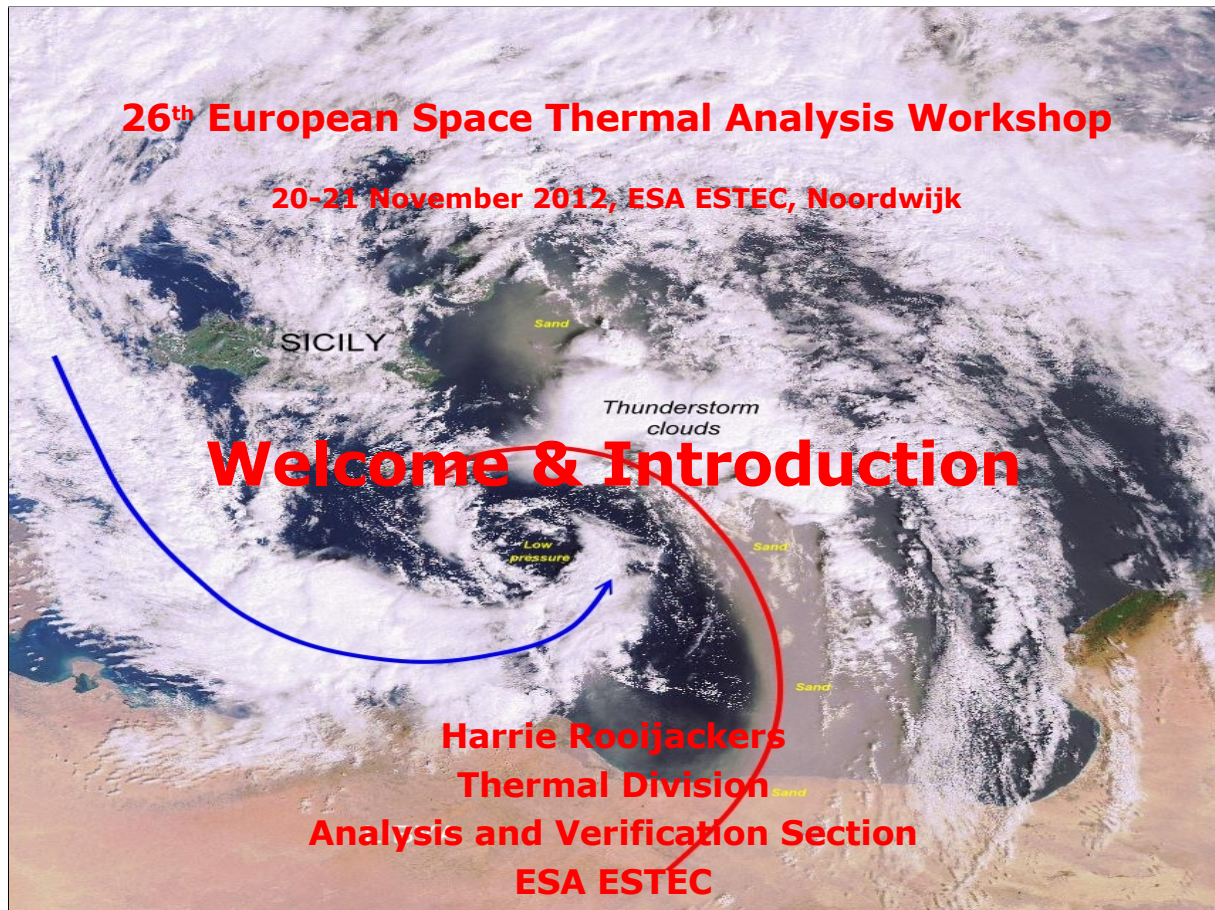 26th European Space Thermal Analysis Workshop
20-21 November 2012, ESA ESTEC, Noordwijk
Sand
SICILY
Thunderstorm
clouds
Welcome & Introduction
Low
pressure
Sand
Sand
Harrie Rooijackers
Thermal Division
Sand
Analysis and Verification Section
ESA ESTEC